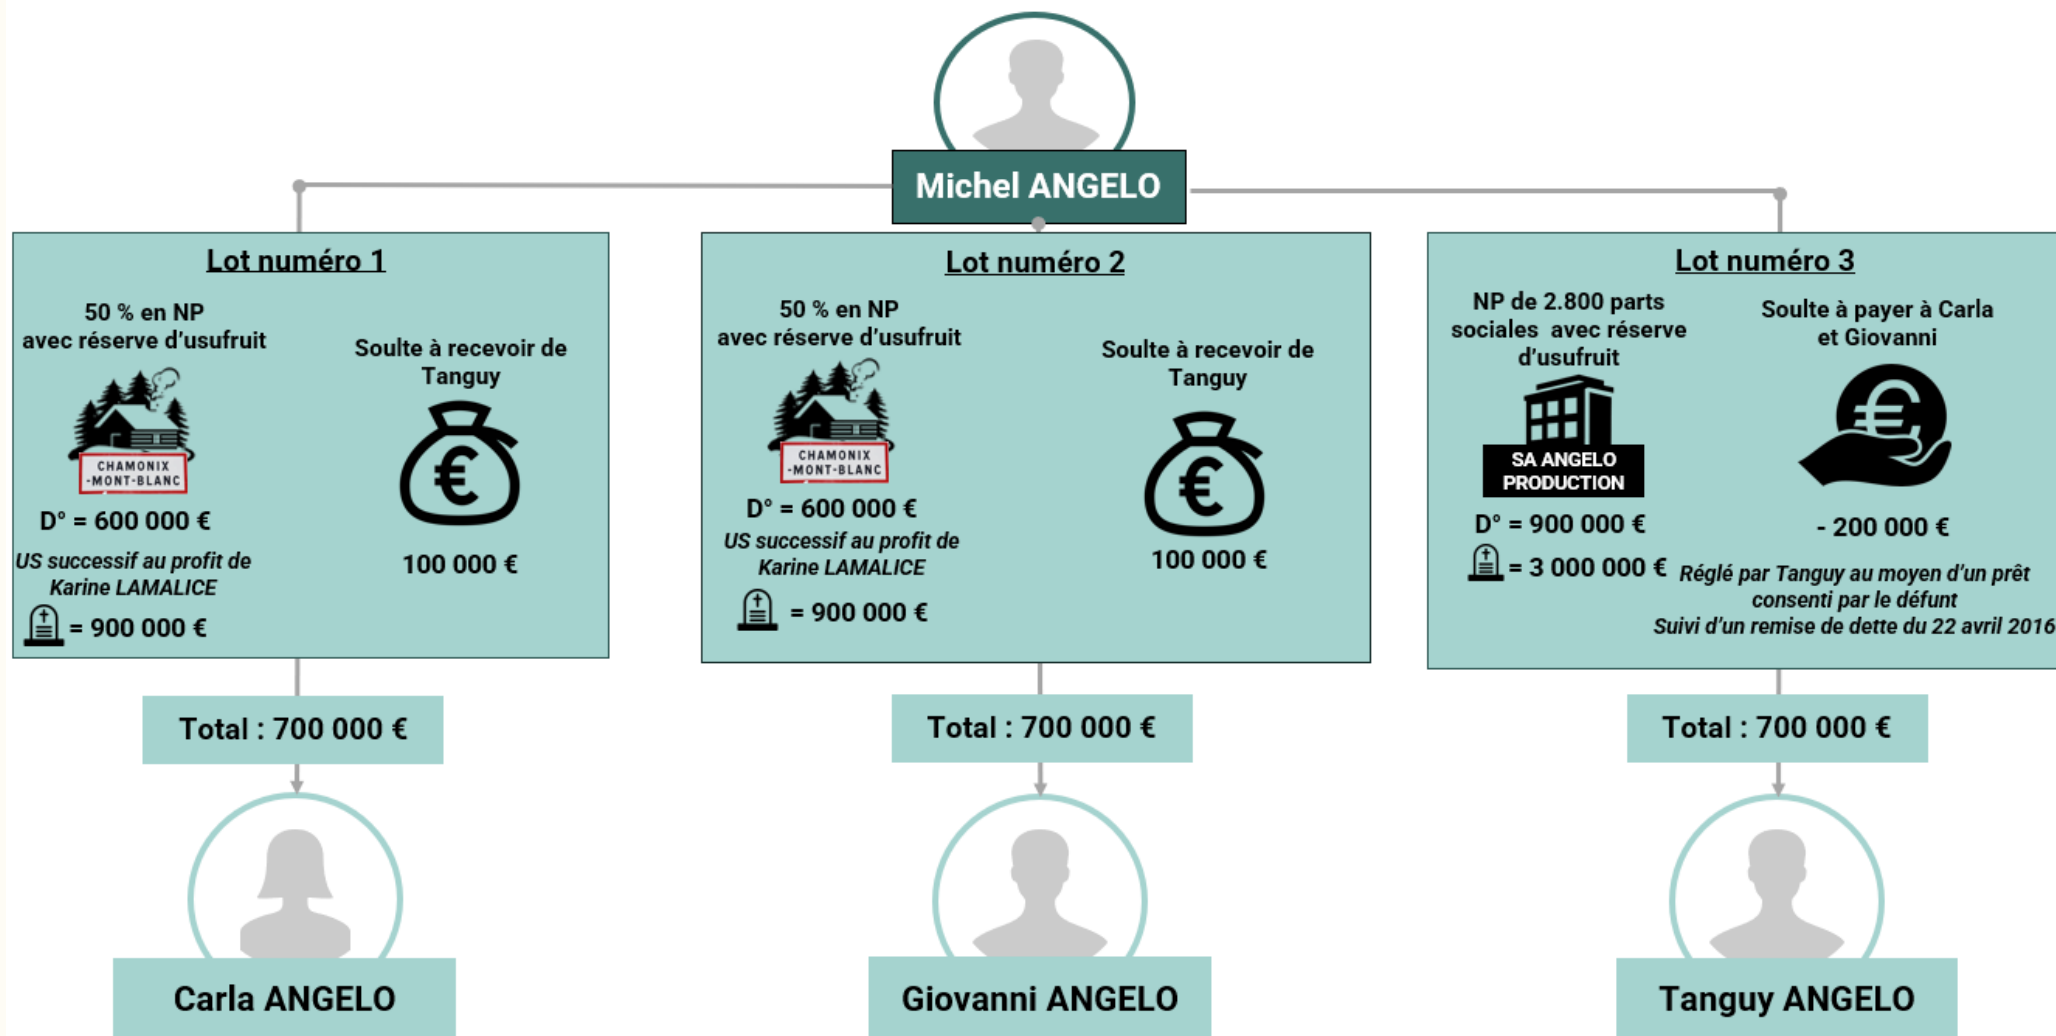 Michel ANGELO
Lot numéro 1
50 % en NP
avec réserve d'usufruit
CHAMONIX
-MONT-BLANC
D° = 600 000 €
US successif au profit de
Karine LAMALICE
= 900 000 €
Soulte à recevoir de
Tanguy
€
100 000 €
Lot numéro 2
50 % en NP
avec réserve d'usufruit
CHAMONIX
-MONT-BLANC
D° = 600 000 €
US successif au profit de
Karine LAMALICE
= 900 000 €
Soulte à recevoir de
Tanguy
€
100 000 €
Lot numéro 3
NP de 2.800 parts
sociales avec réserve
d'usufruit
SA ANGELO
PRODUCTION
D° = 900 000 €
= 3 000 000 €
Soulte à payer à Carla
et Giovanni
€
- 200 000 €
Réglé par Tanguy au moyen d'un prêt
consenti par le défunt
Suivi d'un remise de dette du 22 avril 2016
Total : 700 000 €
Total : 700 000 €
Total : 700 000 €
Carla ANGELO
Giovanni ANGELO
Tanguy ANGELO